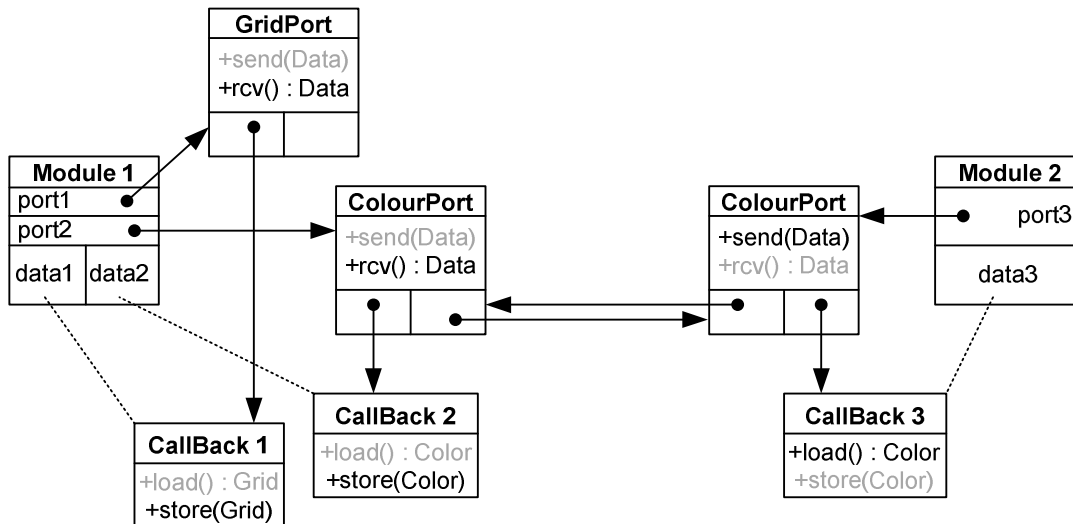 GridPort
+send(Data)
+rcv() : Data
Module 1
port1
port2
data1
data2
ColourPort
+send(Data)
+rcv() : Data
ColourPort
+send(Data)
+rcv() : Data
Module 2
port3
data3
CallBack 1
+load() : Grid
+store(Grid)
CallBack 2
+load() : Color
+store(Color)
CallBack 3
+load() : Color
+store(Color)